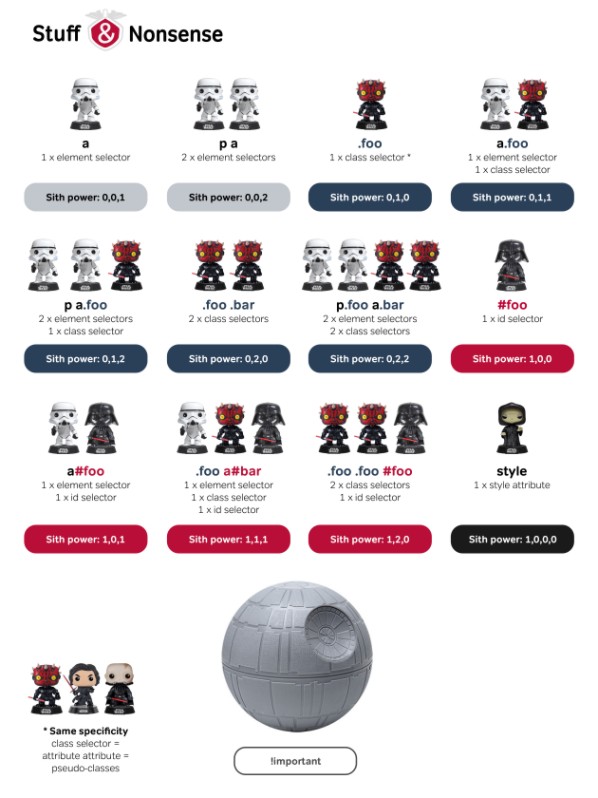 Stuff & Nonsense
a
1 x element selector
Sith power: 0,0,1
p a
2 x element selectors
Sith power: 0,0,2
.foo
1 x class selector *
Sith power: 0,1,0
a.foo
1 x element selector
1 x class selector
Sith power: 0,1,1
p a.foo
2 x element selectors
1 x class selector
Sith power: 0,1,2
.foo .bar
2 x class selectors
Sith power: 0,2,0
p.foo a.bar
2 x element selectors
2 x class selectors
Sith power: 0,2,2
#foo
1 x id selector
Sith power: 1,0,0
a#foo
1 x element selector
1 x id selector
Sith power: 1,0,1
.foo a#bar
1 x element selector
1 x class selector
1 x id selector
Sith power: 1,1,1
.foo .foo #foo
2 x class selectors
1 x id selector
Sith power: 1,2,0
style
1 x style attribute
Sith power: 1,0,0,0
* Same specificity
class selector =
attribute attribute =
pseudo-classes
!important